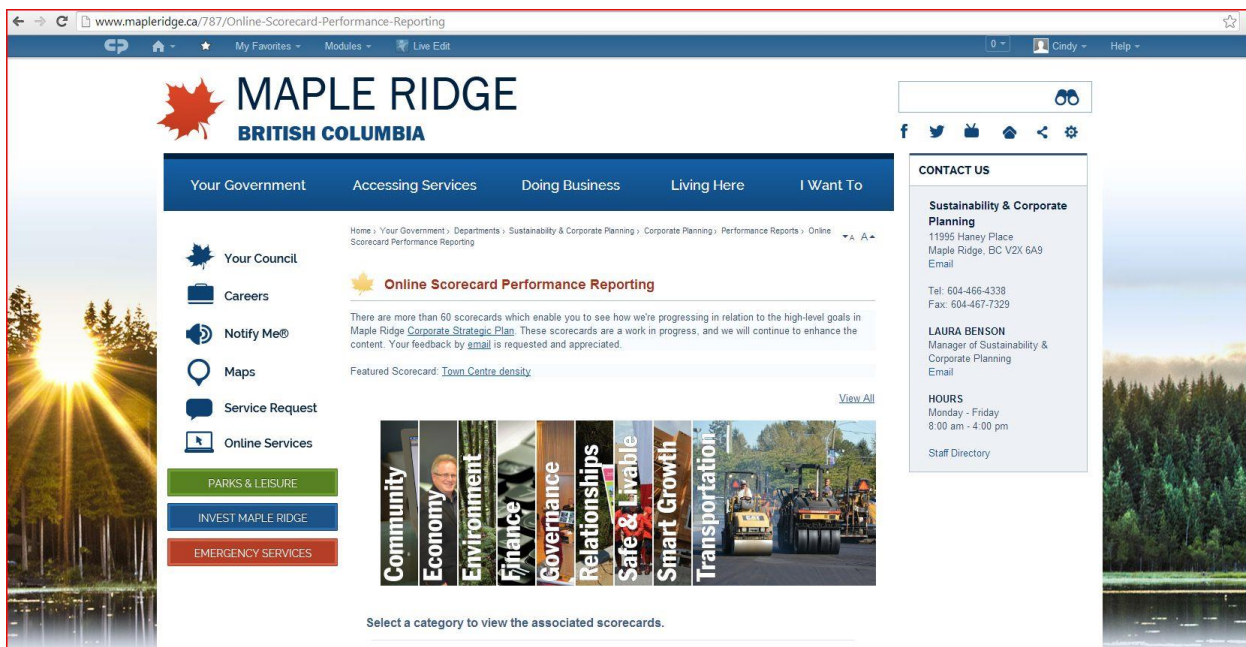 www.mapleridge.ca/787/Online-Scorecard-Performance-Reporting
My Favorites Modules Live Edit 0 Cindy Help
MAPLE RIDGE
BRITISH COLUMBIA
Your Government Accessing Services Doing Business Living Here I Want To
Home › Your Government › Departments › Sustainability & Corporate Planning › Corporate Planning › Performance Reports › Online
Scorecard Performance Reporting
A A
Your Council
Careers
Notify Me®
Maps
Service Request
Online Services
PARKS & LEISURE
INVEST MAPLE RIDGE
EMERGENCY SERVICES
Online Scorecard Performance Reporting
There are more than 60 scorecards which enable you to see how we're progressing in relation to the high-level goals in
Maple Ridge Corporate Strategic Plan. These scorecards are a work in progress, and we will continue to enhance the
content. Your feedback by email is requested and appreciated.
Featured Scorecard: Town Centre density
View All
Community
Economy
Environment
Finance
Governance
Relationships
Safe & Livable
Smart Growth
Transportation
Select a category to view the associated scorecards.
CONTACT US
Sustainability & Corporate
Planning
11995 Haney Place
Maple Ridge, BC V2X 6A9
Email
Tel: 604-466-4338
Fax: 604-467-7329
LAURA BENSON
Manager of Sustainability &
Corporate Planning
Email
HOURS
Monday - Friday
8:00 am - 4:00 pm
Staff Directory